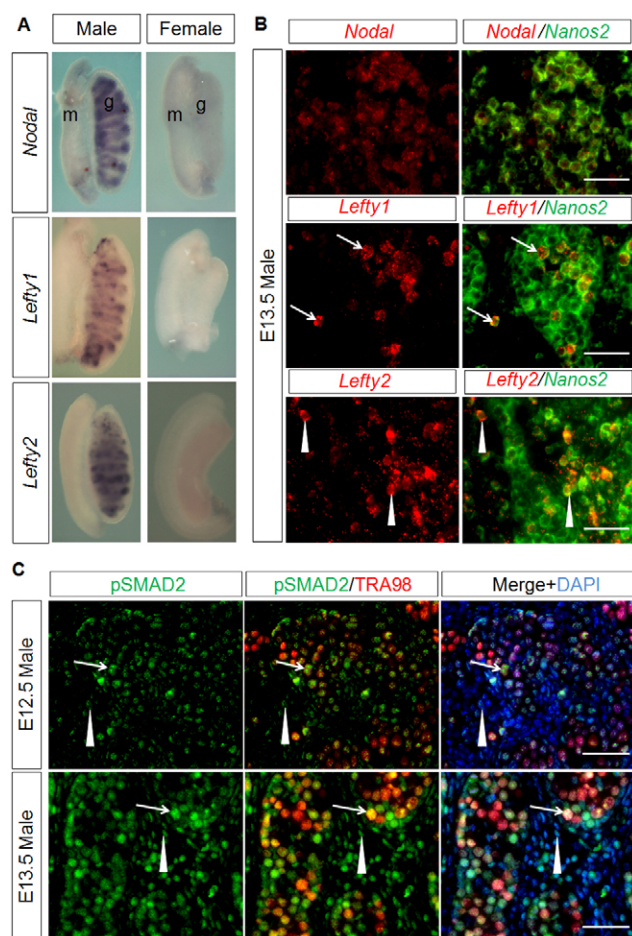 A
Male Female
Nodal
m g
m g
Lefty1
Lefty2
B
Nodal Nodal/Nanos2
E13.5 Male
Lefty1 Lefty1/Nanos2
Lefty2 Lefty2/Nanos2
C
pSMAD2 pSMAD2/TRA98 Merge+DAPI
E12.5 Male
E13.5 Male